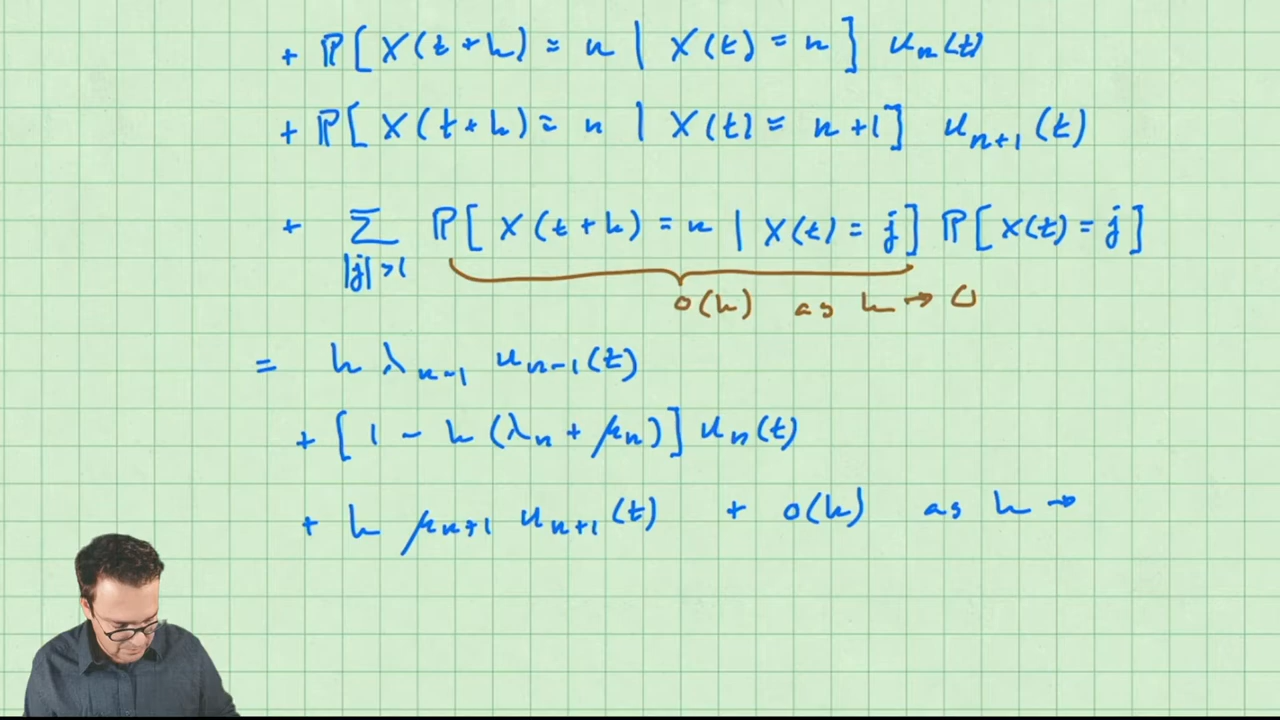 + ℙ[X(t+h) = n | X(t) = n] u_n(t)
+ ℙ[X(t+h) = n | X(t) = n+1] u_{n+1}(t)
+ ∑_{|j|>1} ℙ[X(t+h) = n | X(t) = j] ℙ[X(t) = j]
o(h) as h → 0
= h λ_{n-1} u_{n-1}(t)
+ [1 - h(λ_n + μ_n)] u_n(t)
+ h μ_{n+1} u_{n+1}(t) + o(h) as h →